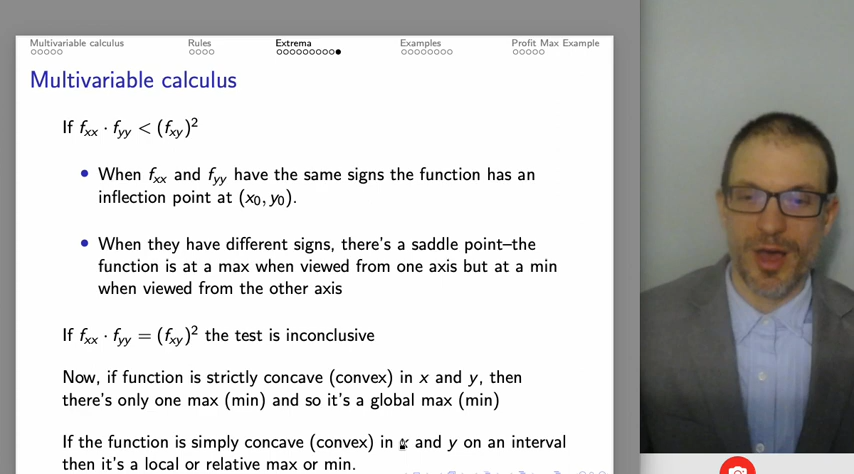 Multivariable calculus Rules Extrema Examples Profit Max Example
Multivariable calculus
If fxx · fyy < (fxy)²
• When fxx and fyy have the same signs the function has an
inflection point at (x₀, y₀).
• When they have different signs, there's a saddle point–the
function is at a max when viewed from one axis but at a min
when viewed from the other axis
If fxx · fyy = (fxy)² the test is inconclusive
Now, if function is strictly concave (convex) in x and y, then
there's only one max (min) and so it's a global max (min)
If the function is simply concave (convex) in x and y on an interval
then it's a local or relative max or min.